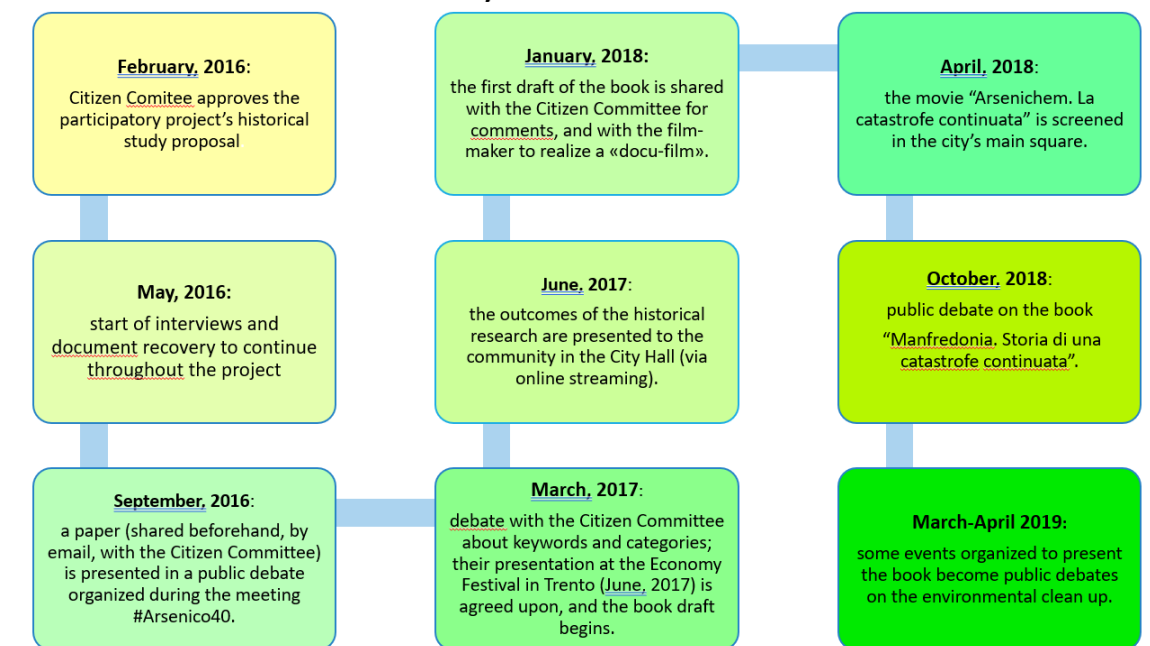 February, 2016:
Citizen Comitee approves the
participatory project's historical
study proposal
May, 2016:
start of interviews and
document recovery to continue
throughout the project
September, 2016:
a paper (shared beforehand, by
email, with the Citizen Committee)
is presented in a public debate
organized during the meeting
#Arsenico40.
March, 2017:
debate with the Citizen Committee
about keywords and categories;
their presentation at the Economy
Festival in Trento (June, 2017) is
agreed upon, and the book draft
begins.
June, 2017:
the outcomes of the historical
research are presented to the
community in the City Hall (via
online streaming).
January, 2018:
the first draft of the book is shared
with the Citizen Committee for
comments, and with the film-
maker to realize a «docu-film».
April, 2018:
the movie “Arsenichem. La
catastrofe continuata” is screened
in the city's main square.
October, 2018:
public debate on the book
“Manfredonia. Storia di una
catastrofe continuata”.
March-April 2019:
some events organized to present
the book become public debates
on the environmental clean up.